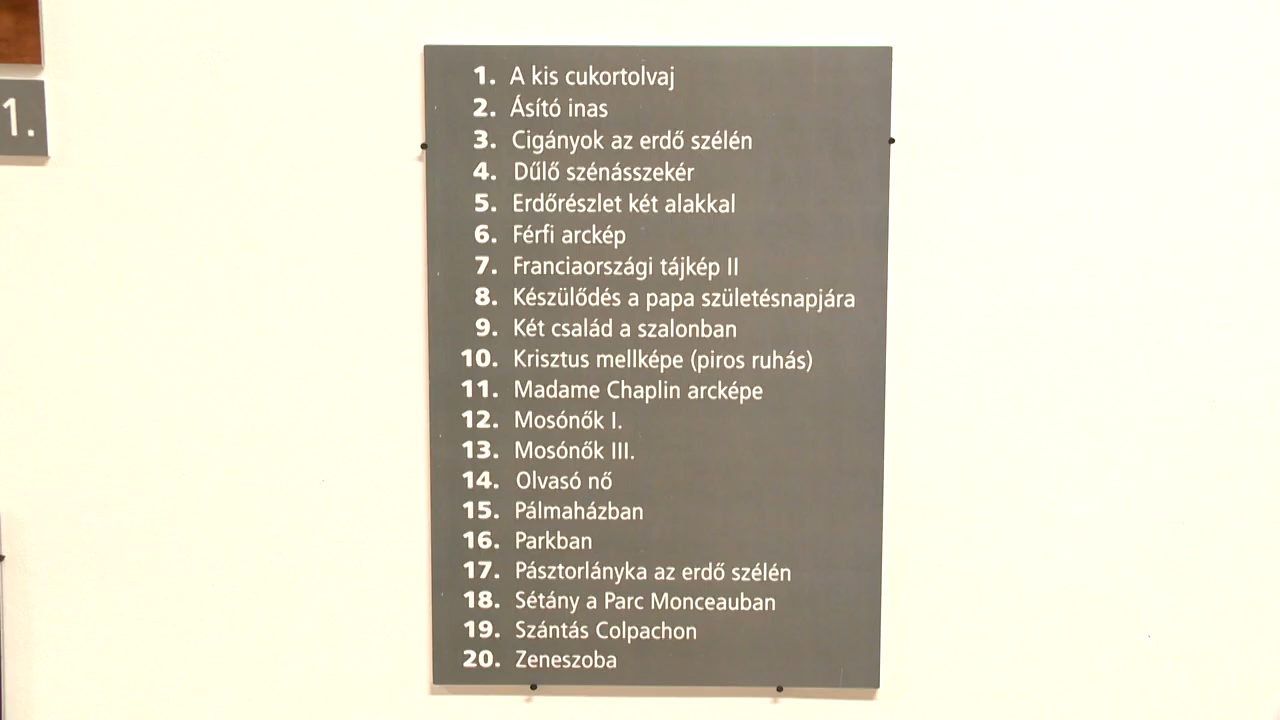 1.
1. A kis cukortolvaj
2. Ásító inas
3. Cigányok az erdő szélén
4. Dűlő szénásszekér
5. Erdőrészlet két alakkal
6. Férfi arckép
7. Franciaországi tájkép II
8. Készülődés a papa születésnapjára
9. Két család a szalonban
10. Krisztus mellképe (piros ruhás)
11. Madame Chaplin arcképe
12. Mosónők I.
13. Mosónők III.
14. Olvasó nő
15. Pálmaházban
16. Parkban
17. Pásztorlányka az erdő szélén
18. Sétány a Parc Monceauban
19. Szántás Colpachon
20. Zeneszoba